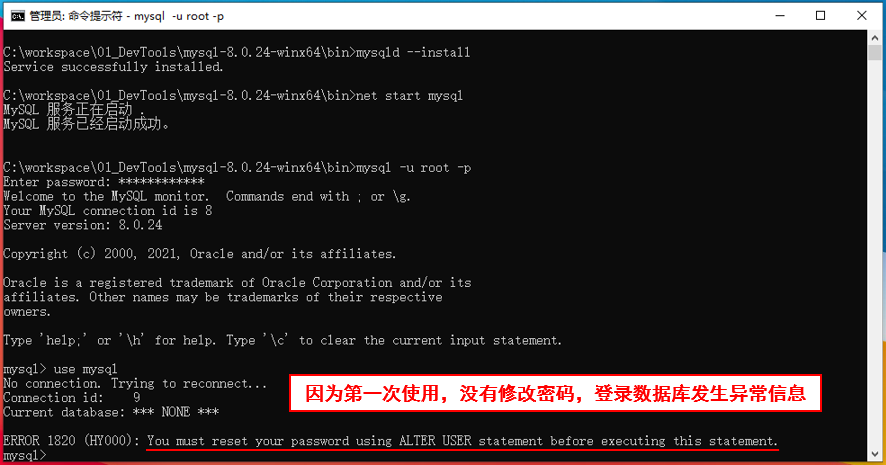 管理员: 命令提示符 - mysql  -u root -p
C:\workspace\01_DevTools\mysql-8.0.24-winx64\bin>mysqld --install
Service successfully installed.
C:\workspace\01_DevTools\mysql-8.0.24-winx64\bin>net start mysql
MySQL 服务正在启动 .
MySQL 服务已经启动成功。
C:\workspace\01_DevTools\mysql-8.0.24-winx64\bin>mysql -u root -p
Enter password: ************
Welcome to the MySQL monitor.  Commands end with ; or \g.
Your MySQL connection id is 8
Server version: 8.0.24
Copyright (c) 2000, 2021, Oracle and/or its affiliates.
Oracle is a registered trademark of Oracle Corporation and/or its
affiliates. Other names may be trademarks of their respective
owners.
Type 'help;' or '\h' for help. Type '\c' to clear the current input statement.
mysql> use mysql
No connection. Trying to reconnect...
Connection id:    9
Current database: *** NONE ***
因为第一次使用，没有修改密码，登录数据库发生异常信息
ERROR 1820 (HY000): You must reset your password using ALTER USER statement before executing this statement.
mysql>